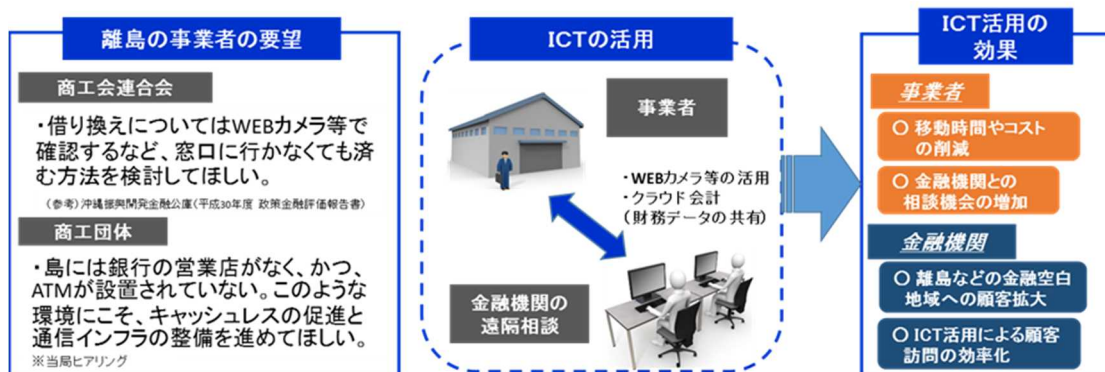 離島の事業者の要望
商工会連合会
・借り換えについてはWEBカメラ等で
確認するなど、窓口に行かなくても済
む方法を検討してほしい。
(参考)沖縄振興開発金融公庫(平成30年度 政策金融評価報告書)
商工団体
・島には銀行の営業店がなく、かつ、
ATMが設置されていない。このような
環境にこそ、キャッシュレスの促進と
通信インフラの整備を進めてほしい。
※当局ヒアリング
ICTの活用
事業者
・WEBカメラ等の活用
・クラウド会計
(財務データの共有)
金融機関の
遠隔相談
ICT活用の
効果
事業者
〇 移動時間やコスト
の削減
〇 金融機関との
相談機会の増加
金融機関
〇 離島などの金融空白
地域への顧客拡大
〇 ICT活用による顧客
訪問の効率化